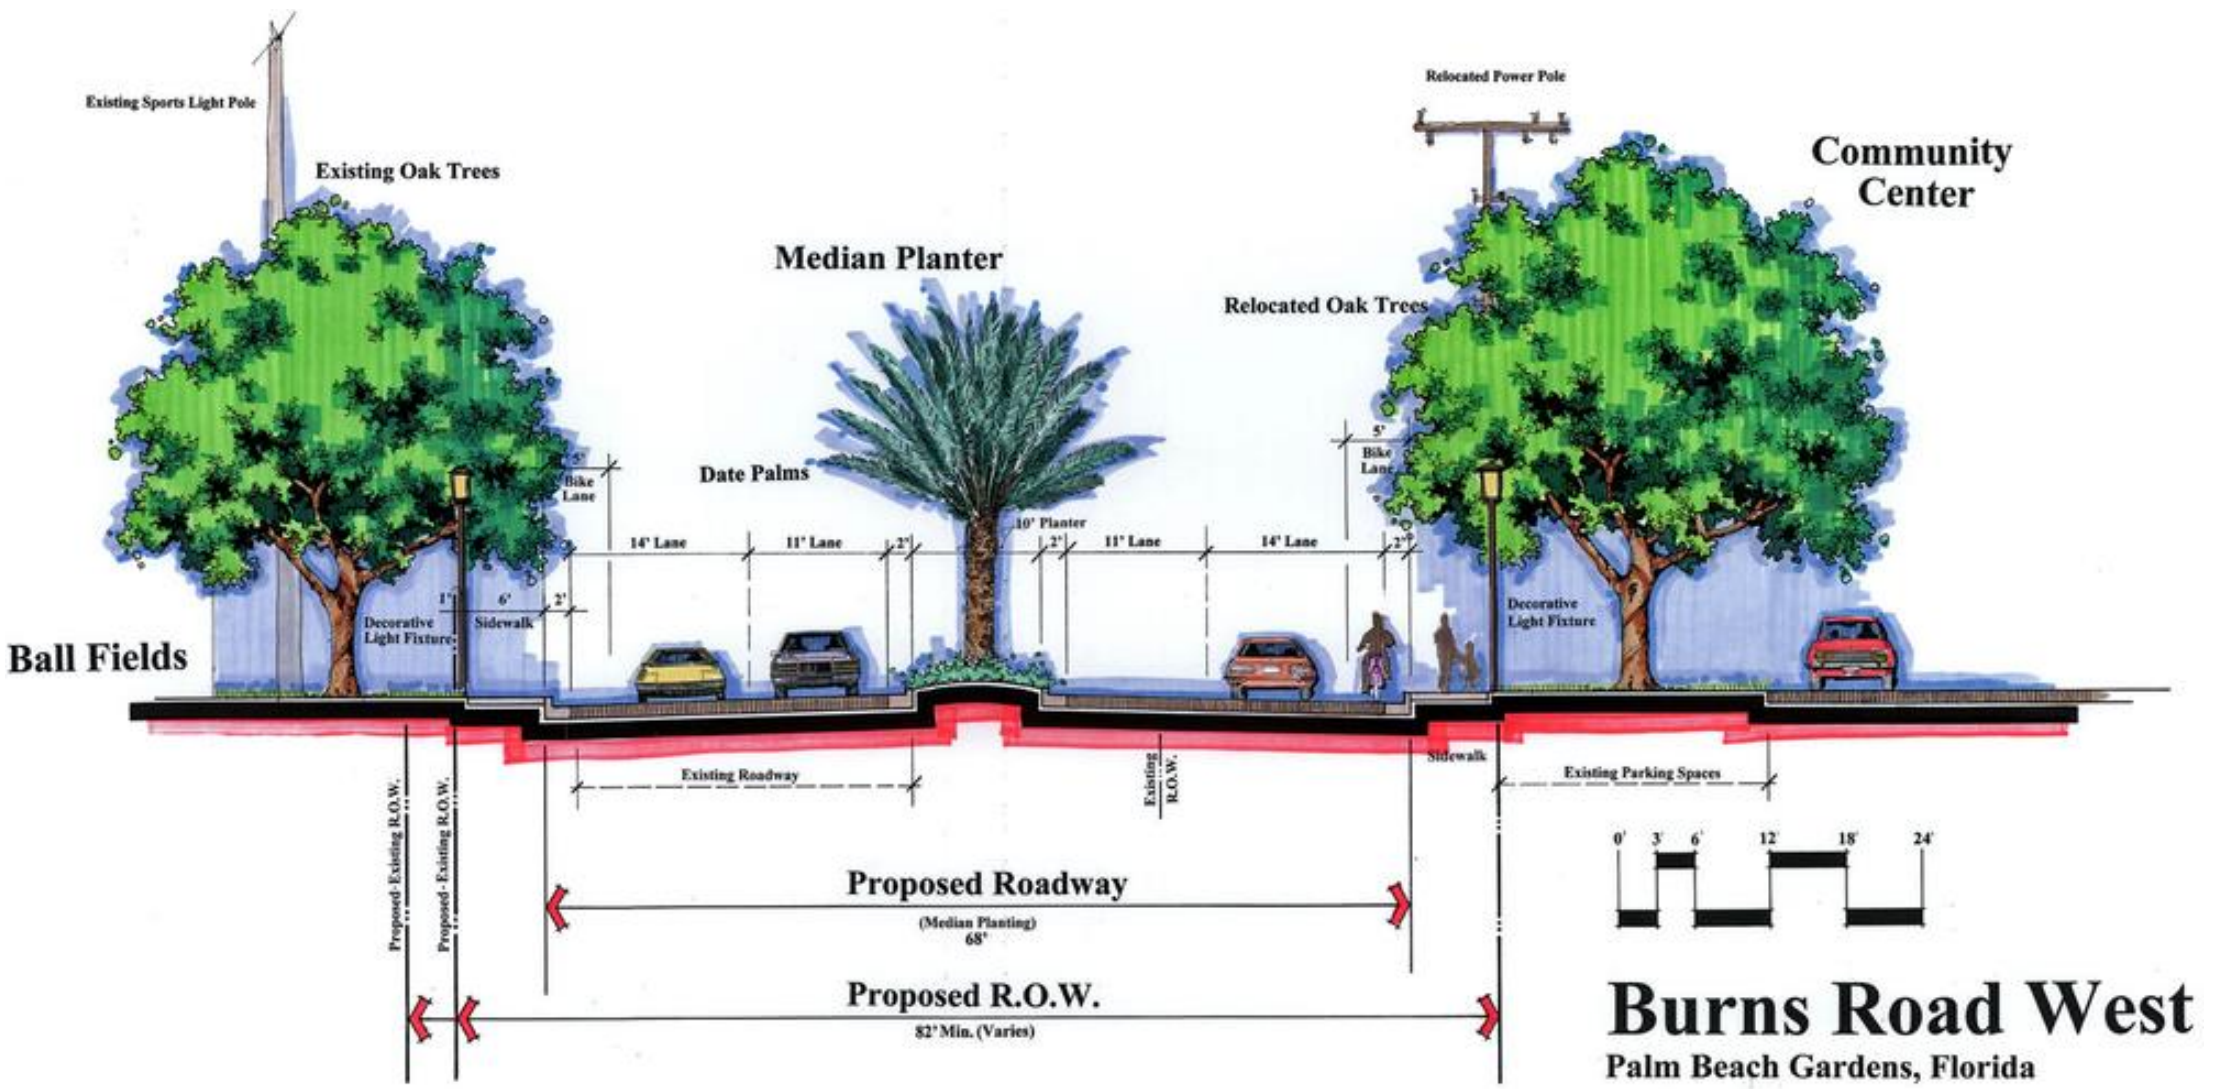 Relocated Power Pole
Existing Sports Light Pole
Community
Center
Existing Oak Trees
Median Planter
Relocated Oak Trees
5'
Bike
Lane
5'
Bike
Lane
Date Palms
10' Planter
14' Lane
11' Lane
2'
2'
11' Lane
14' Lane
2'
1'
6'
2'
Decorative
Light Fixture
Sidewalk
Decorative
Light Fixture
Ball Fields
Existing Roadway
Existing
R.O.W.
Sidewalk
Existing Parking Spaces
Proposed-Existing R.O.W.
Proposed-Existing R.O.W.
0' 3' 6' 12' 18' 24'
Proposed Roadway
(Median Planting)
68'
Proposed R.O.W.
82' Min. (Varies)
Burns Road West
Palm Beach Gardens, Florida